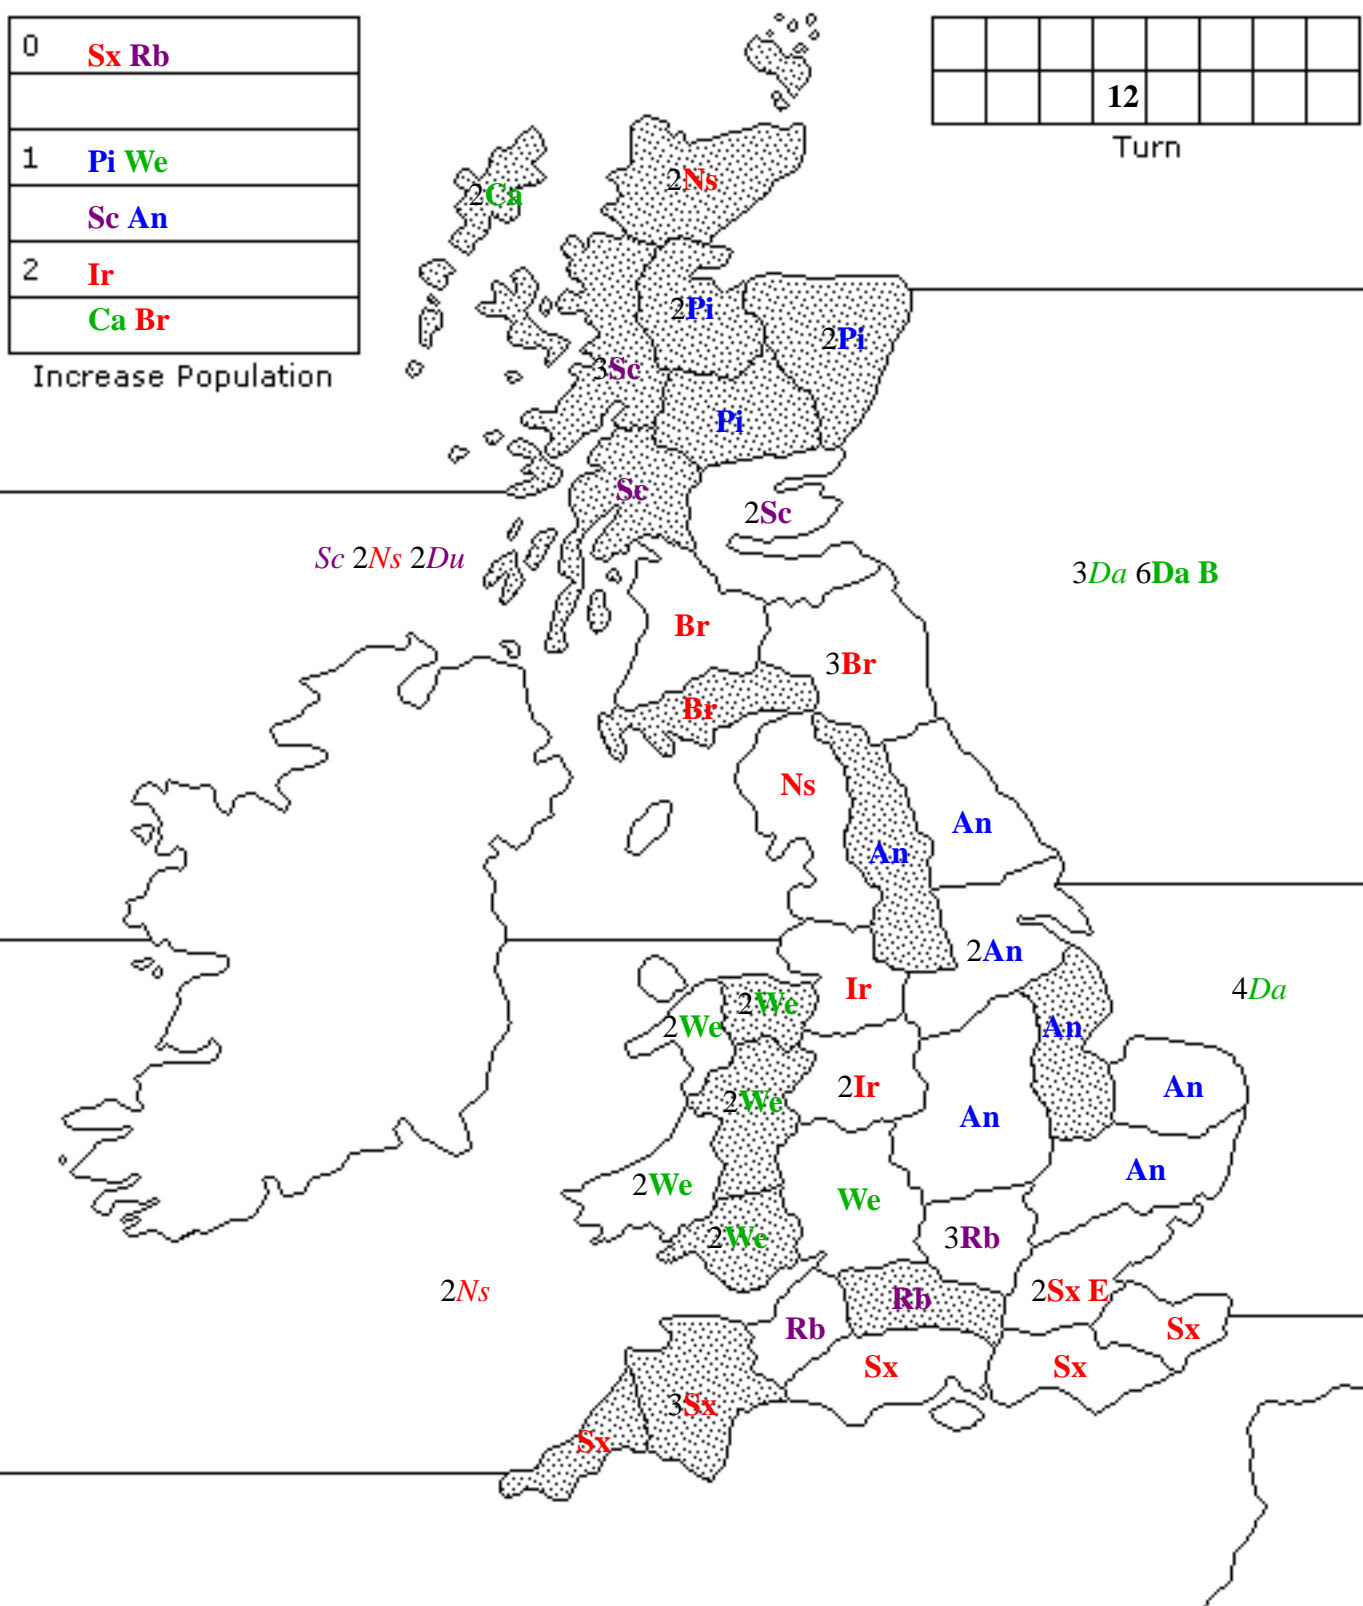 0 Sx Rb
12
Turn
1 Pi We
Sc An
2 Ir
Ca Br
Increase Population
2Ns
2Ca
2Pi
2Pi
3Sc
Pi
Sc
2Sc
Sc 2Ns 2Du
3Da 6Da B
Br
3Br
Br
Ns
An
An
2An
Ir
4Da
2We
2We
An
2Ir
An
2We
An
An
2We
We
2We
3Rb
2Sx E
Rb
2Ns
Rb
Sx
Sx
Sx
3Sx
Sx